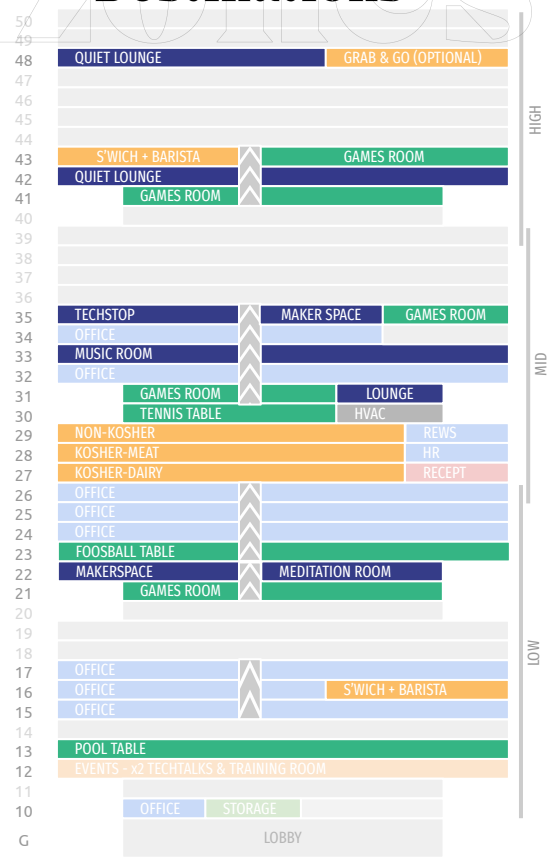 Destinations
50
49
48 QUIET LOUNGE GRAB & GO (OPTIONAL)
47
46
45
44
43 S'WICH + BARISTA GAMES ROOM
42 QUIET LOUNGE
41 GAMES ROOM
40
39
38
37
36
35 TECHSTOP MAKER SPACE GAMES ROOM
34 OFFICE
33 MUSIC ROOM
32 OFFICE
31 GAMES ROOM LOUNGE
30 TENNIS TABLE HVAC
29 NON-KOSHER REWS
28 KOSHER-MEAT HR
27 KOSHER-DAIRY RECEPT
26 OFFICE
25 OFFICE
24 OFFICE
23 FOOSBALL TABLE
22 MAKERSPACE MEDITATION ROOM
21 GAMES ROOM
20
19
18
17 OFFICE
16 OFFICE S'WICH + BARISTA
15 OFFICE
14
13 POOL TABLE
12 EVENTS - x2 TECHTALKS & TRAINING ROOM
11
10 OFFICE STORAGE
G LOBBY
HIGH
MID
LOW